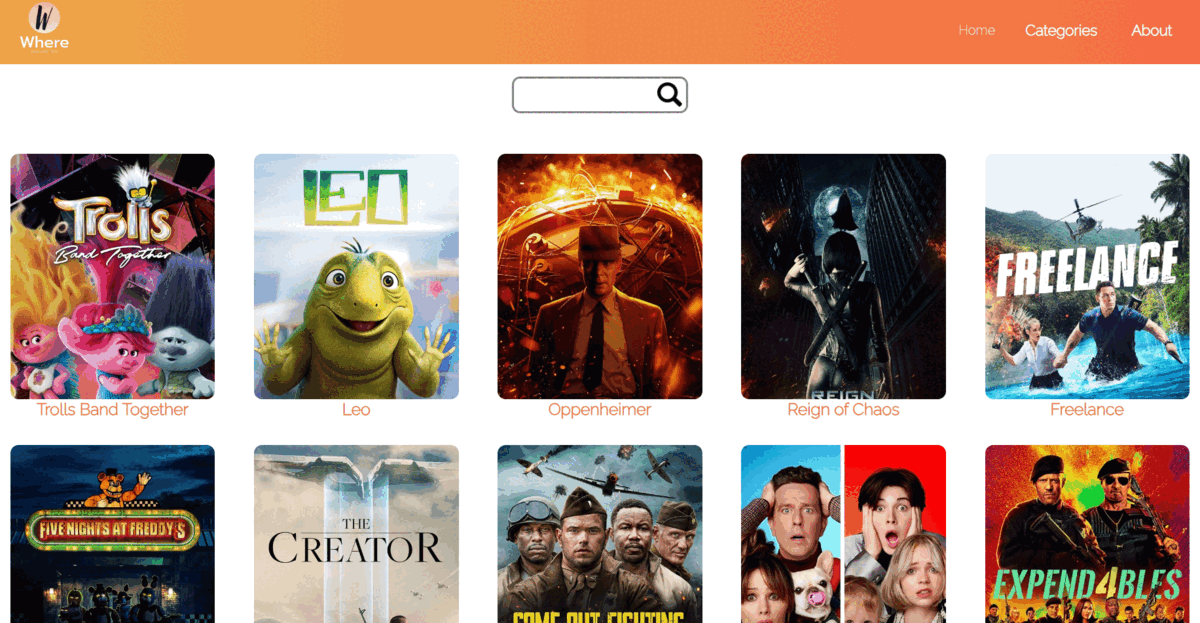 W
Where
Home
Categories
About
Trolls
Band Together
LEO
REIGN
FREELANCE
Trolls Band Together
Leo
Oppenheimer
Reign of Chaos
Freelance
FIVE NIGHTS AT FREDDY'S
THE
CREATOR
COME OUT FIGHTING
EXPEND4BLES